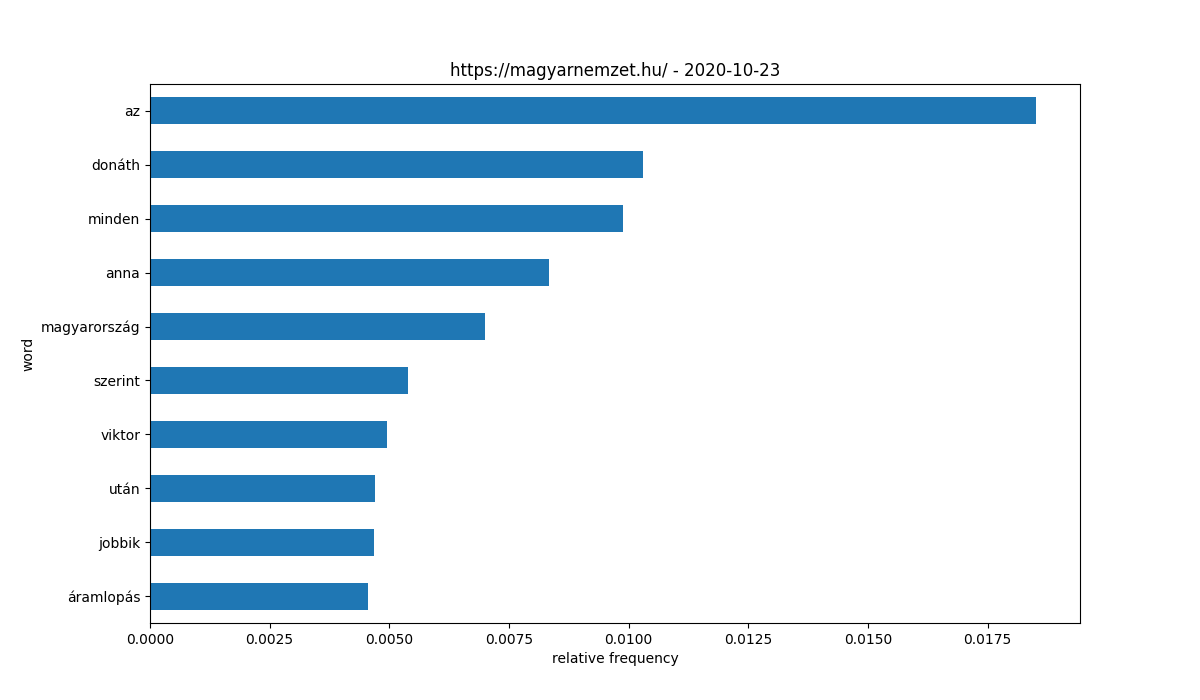 https://magyarnemzet.hu/ - 2020-10-23
az
donáth
minden
anna
magyarország
szerint
viktor
után
jobbik
áramlopás
word
0.0000 0.0025 0.0050 0.0075 0.0100 0.0125 0.0150 0.0175
relative frequency